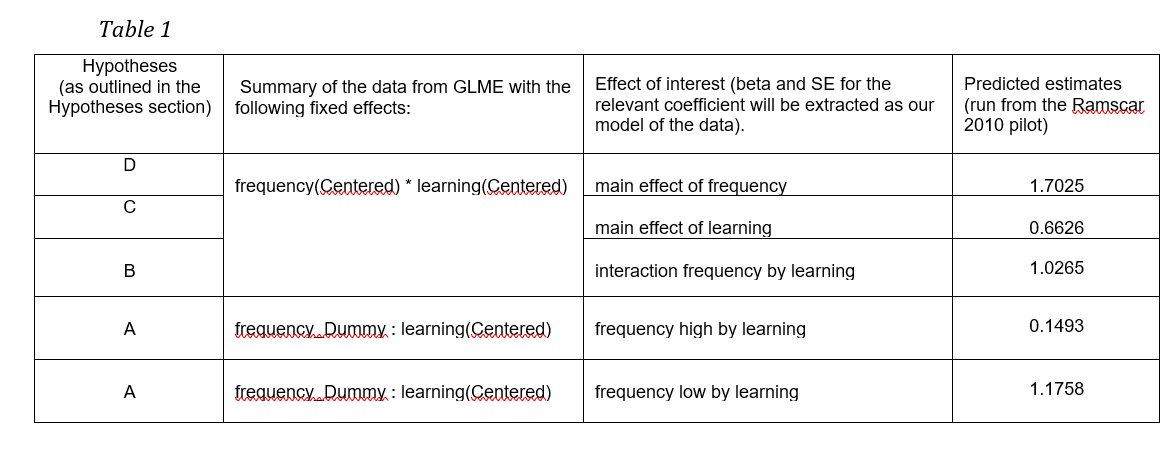 Table 1
Hypotheses
(as outlined in the
Hypotheses section)
Summary of the data from GLME with the
following fixed effects:
Effect of interest (beta and SE for the
relevant coefficient will be extracted as our
model of the data).
Predicted estimates
(run from the Ramscar
2010 pilot)
D
frequency(Centered) * learning(Centered)
main effect of frequency
1.7025
C
main effect of learning
0.6626
B
interaction frequency by learning
1.0265
A
frequency_Dummy : learning(Centered)
frequency high by learning
0.1493
A
frequency_Dummy : learning(Centered)
frequency low by learning
1.1758